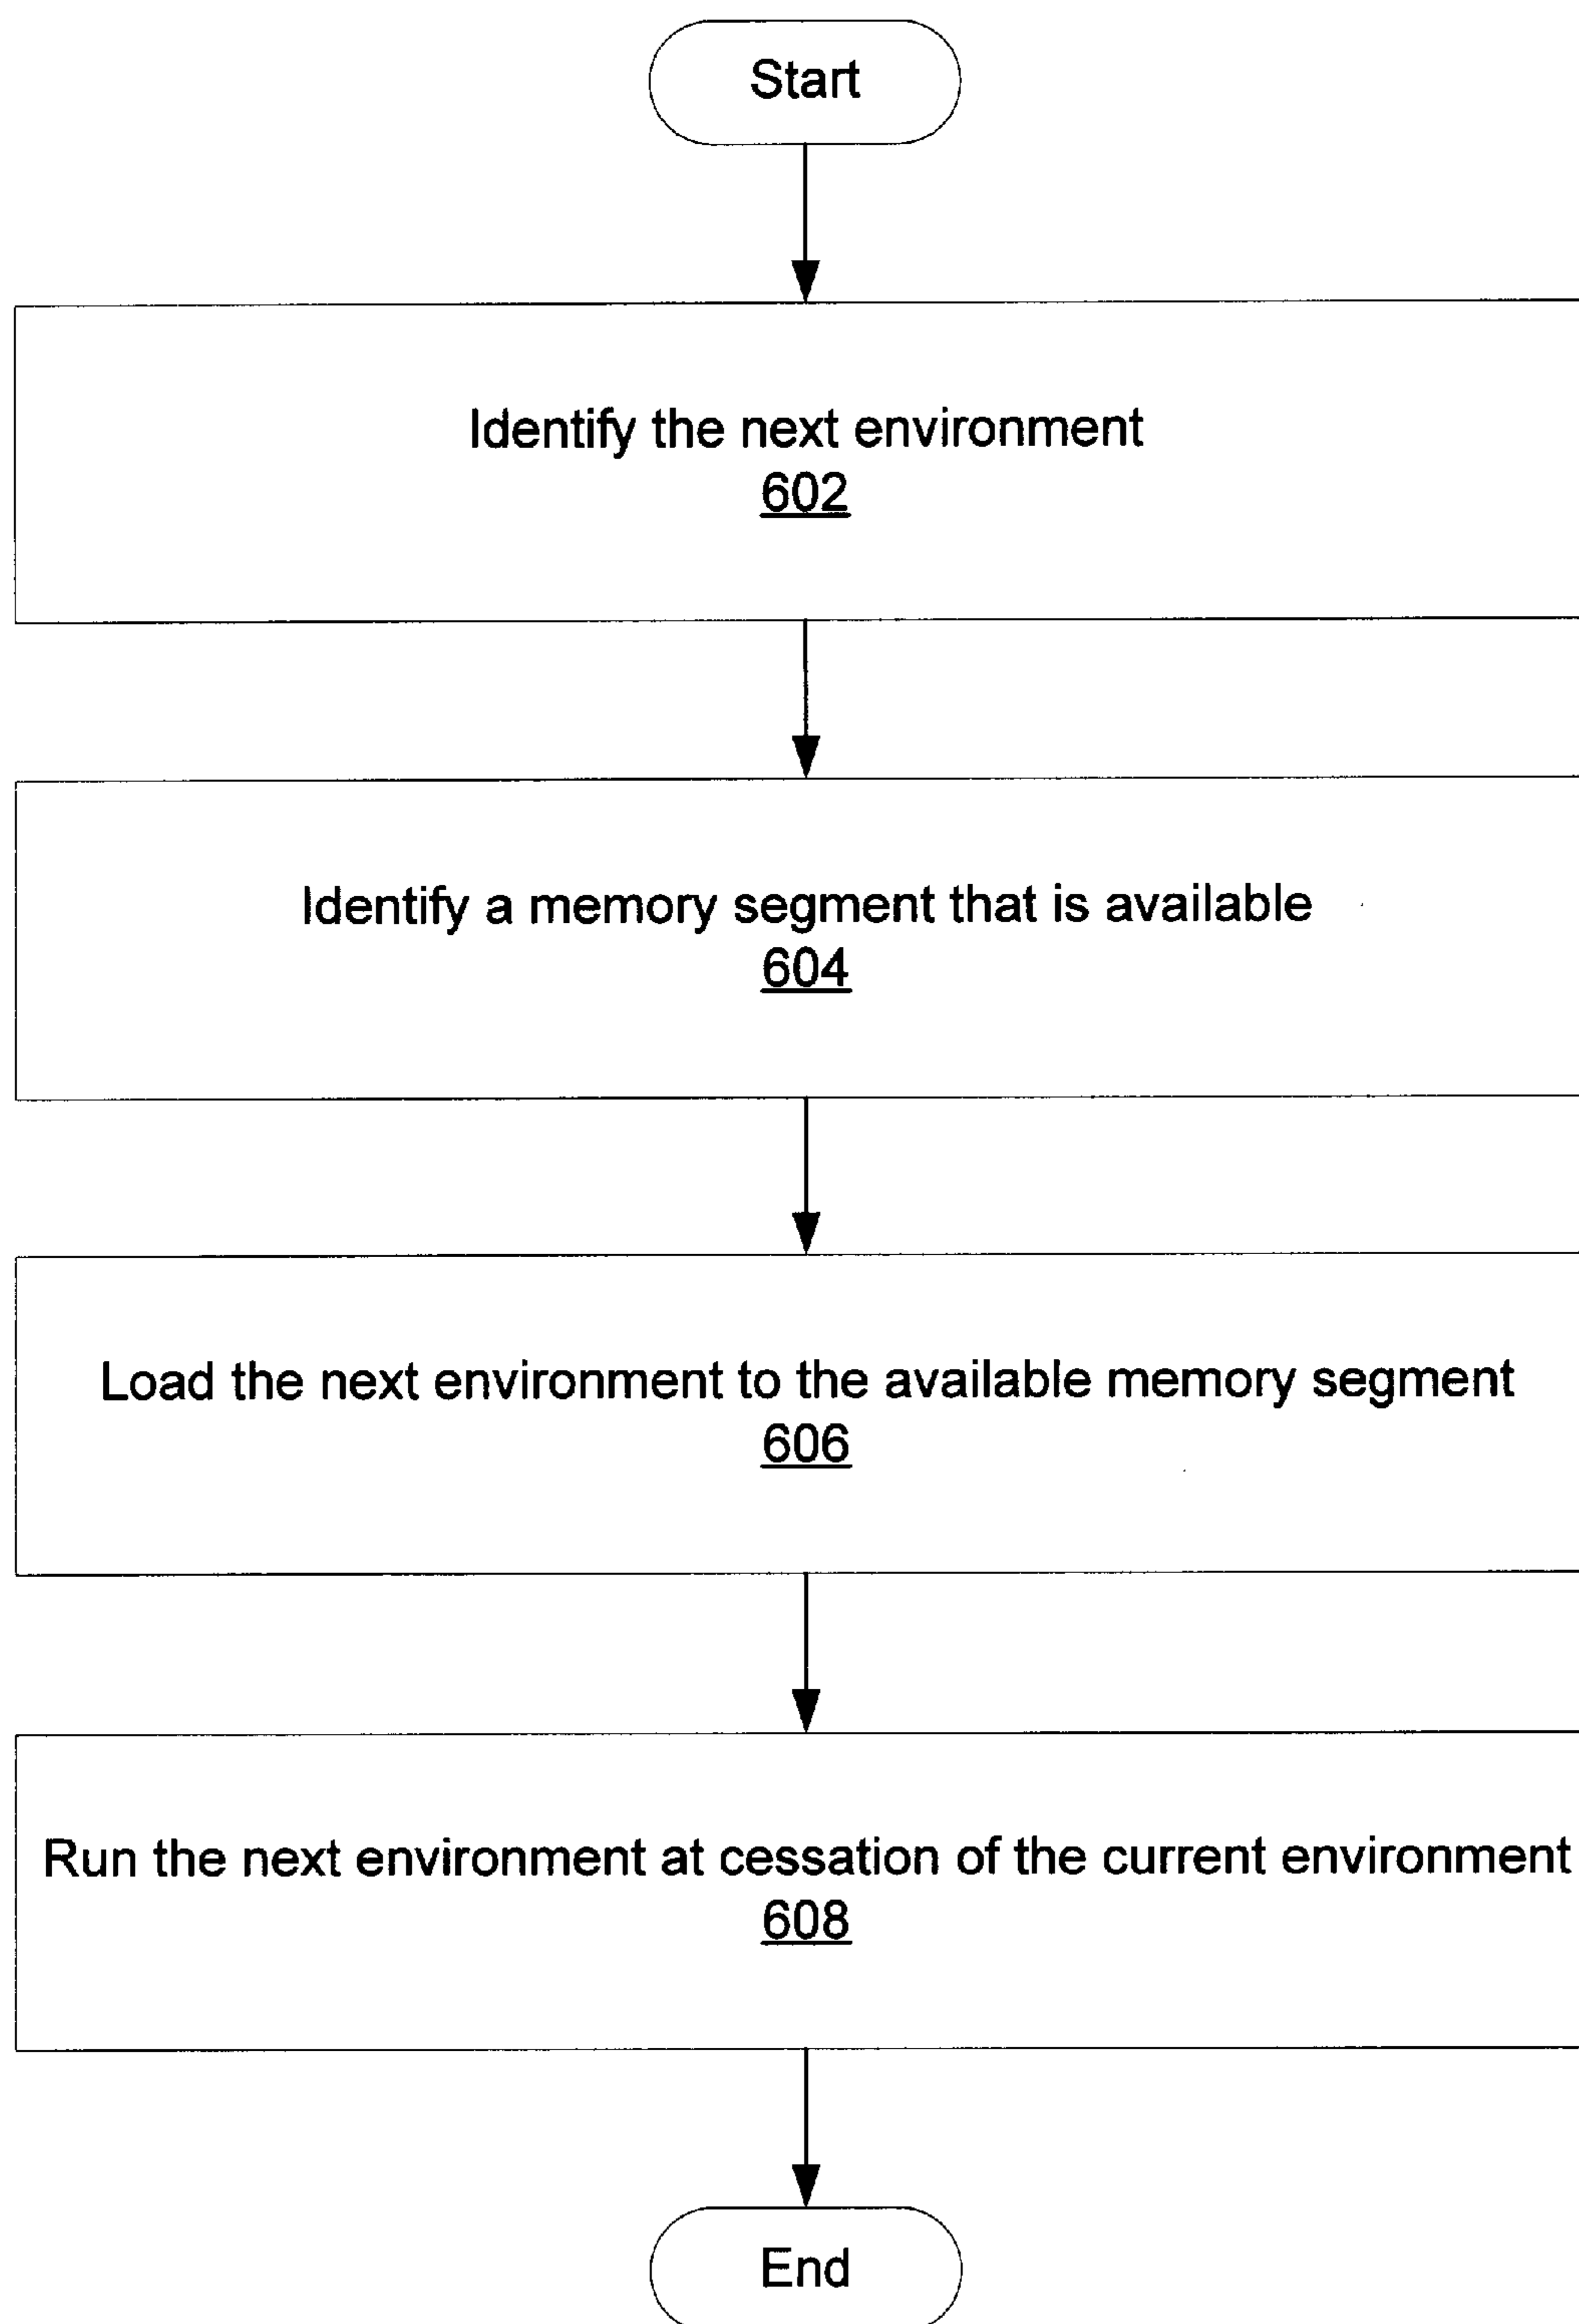 Start
Identify the next environment
602
Identify a memory segment that is available
604
Load the next environment to the available memory segment
606
Run the next environment at cessation of the current environment
608
End